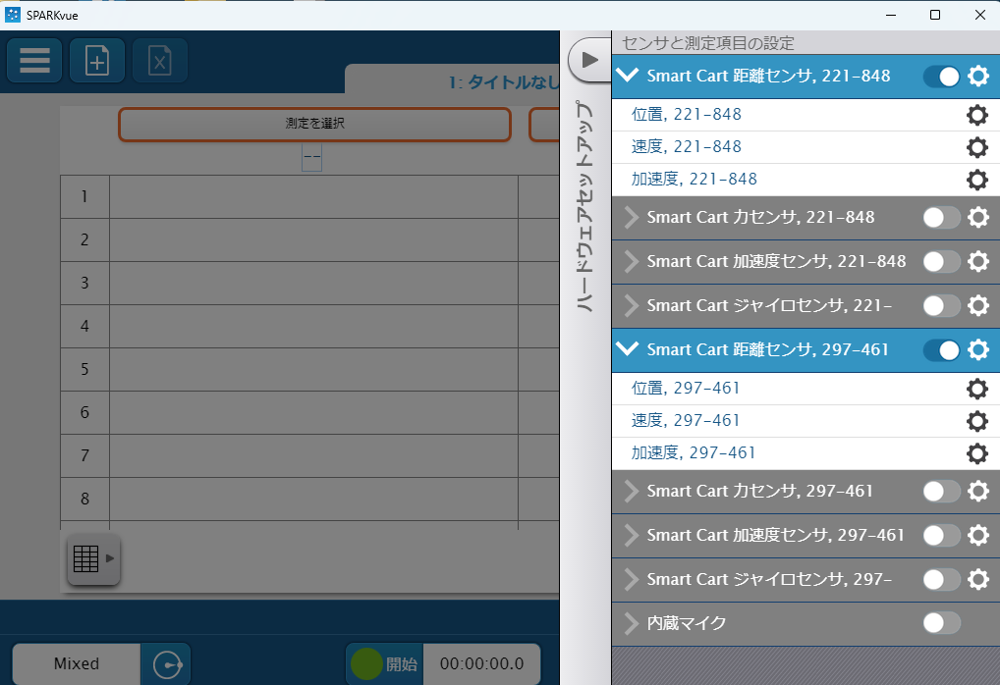 SPARKvue
1: タイトルなし
測定を選択
--
1
2
3
4
5
6
7
8
Mixed
開始
00:00:00.0
ハードウェアセットアップ
センサと測定項目の設定
Smart Cart 距離センサ, 221-848
位置, 221-848
速度, 221-848
加速度, 221-848
Smart Cart 力センサ, 221-848
Smart Cart 加速度センサ, 221-848
Smart Cart ジャイロセンサ, 221-
Smart Cart 距離センサ, 297-461
位置, 297-461
速度, 297-461
加速度, 297-461
Smart Cart 力センサ, 297-461
Smart Cart 加速度センサ, 297-461
Smart Cart ジャイロセンサ, 297-
内蔵マイク